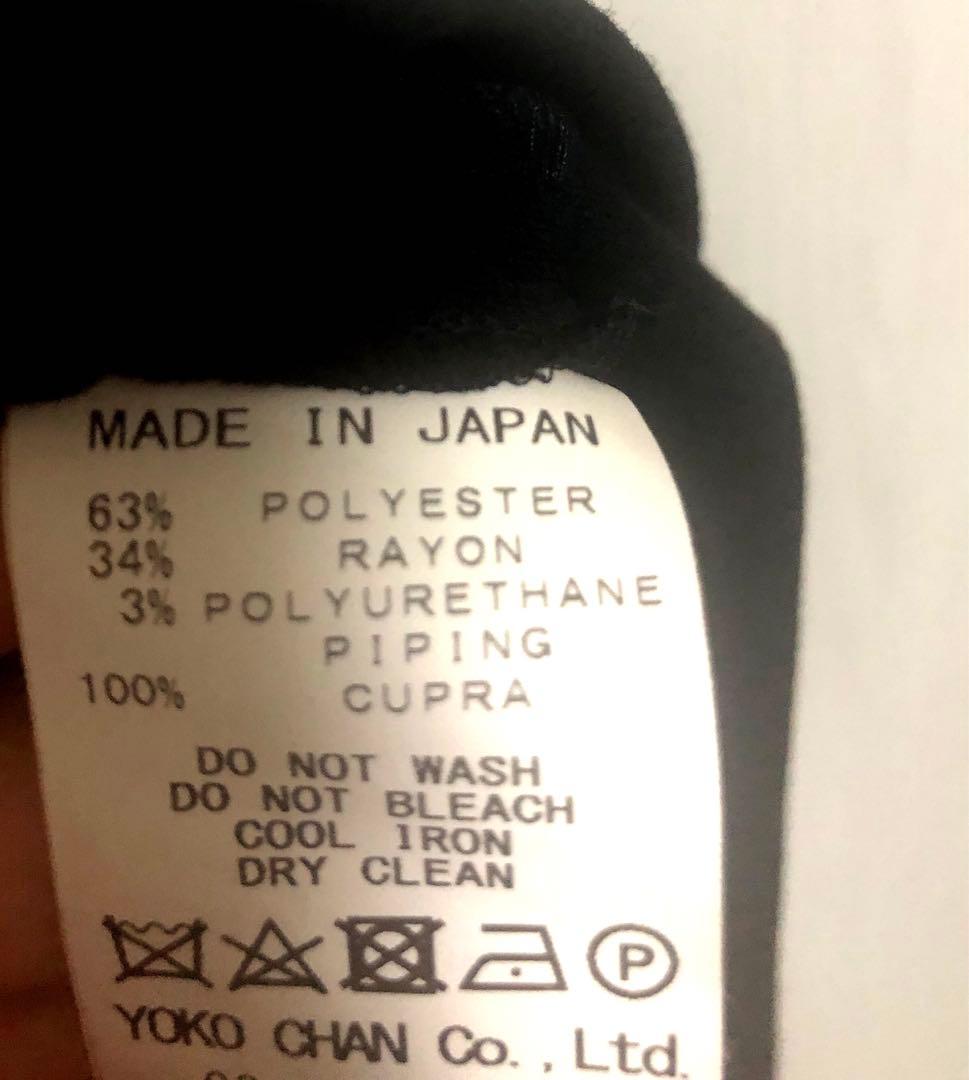 MADE IN JAPAN
63% POLYESTER
34% RAYON
3% POLYURETHANE
PIPING
100% CUPRA
DO NOT WASH
DO NOT BLEACH
COOL IRON
DRY CLEAN
P
YOKO CHAN Co., Ltd.